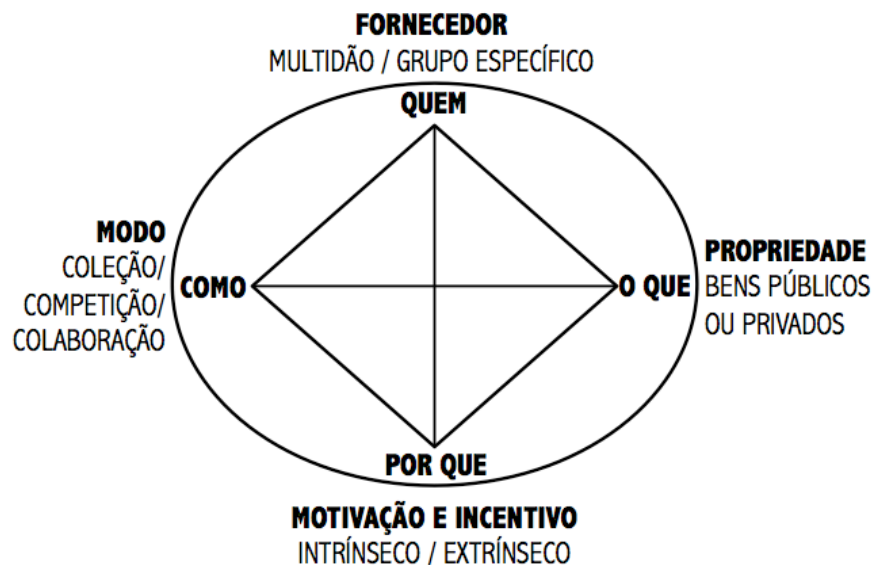 FORNECEDOR
MULTIDÃO / GRUPO ESPECÍFICO
QUEM
MODO
COLEÇÃO/
COMPETIÇÃO/
COLABORAÇÃO
COMO
O QUE
PROPRIEDADE
BENS PÚBLICOS
OU PRIVADOS
POR QUE
MOTIVAÇÃO E INCENTIVO
INTRÍNSECO / EXTRÍNSECO